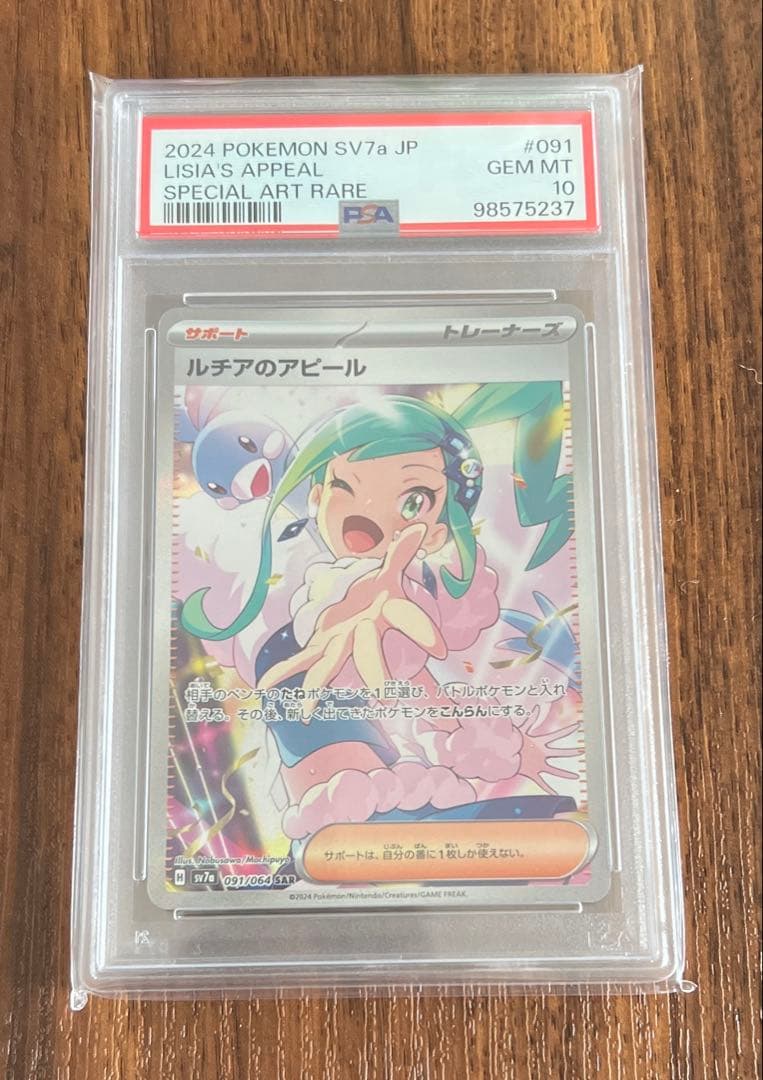 2024 POKEMON SV7a JP #091
LISIA'S APPEAL GEM MT
SPECIAL ART RARE 10
PSA 98575237
サポート トレーナーズ
ルチアのアピール
相手のベンチのたねポケモンを1匹選び、バトルポケモンと入れ
替える。その後、新しく出てきたポケモンをこんらんにする。
サポートは、自分の番に1枚しか使えない。
Illus. Nobusawa/Mochipuyo
H SV7a 091/064 SAR
©2024 Pokémon/Nintendo/Creatures/GAME FREAK.